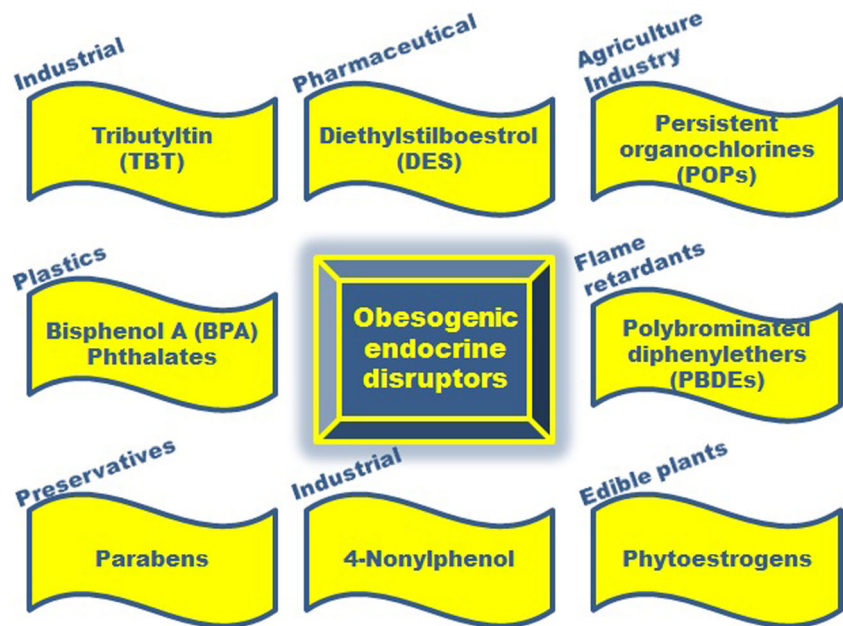 Industrial
Tributyltin
(TBT)
Pharmaceutical
Diethylstilboestrol
(DES)
Agriculture
Industry
Persistent
organochlorines
(POPs)
Plastics
Bisphenol A (BPA)
Phthalates
Obesogenic
endocrine
disruptors
Flame
retardants
Polybrominated
diphenylethers
(PBDEs)
Preservatives
Parabens
Industrial
4-Nonylphenol
Edible plants
Phytoestrogens